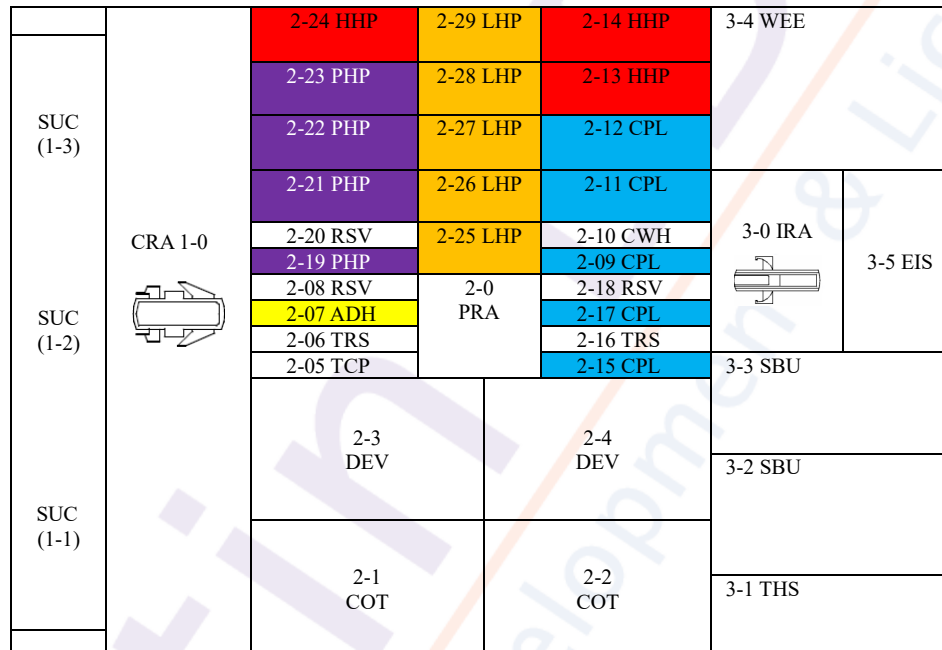 2-24 HHP
2-29 LHP
2-14 HHP
3-4 WEE
2-23 PHP
2-28 LHP
2-13 HHP
SUC
(1-3)
2-22 PHP
2-27 LHP
2-12 CPL
2-21 PHP
2-26 LHP
2-11 CPL
CRA 1-0
2-20 RSV
2-25 LHP
2-10 CWH
3-0 IRA
3-5 EIS
2-19 PHP
2-09 CPL
SUC
(1-2)
2-08 RSV
2-0
PRA
2-18 RSV
2-07 ADH
2-17 CPL
2-06 TRS
2-16 TRS
2-05 TCP
2-15 CPL
3-3 SBU
2-3
DEV
2-4
DEV
3-2 SBU
SUC
(1-1)
2-1
COT
2-2
COT
3-1 THS